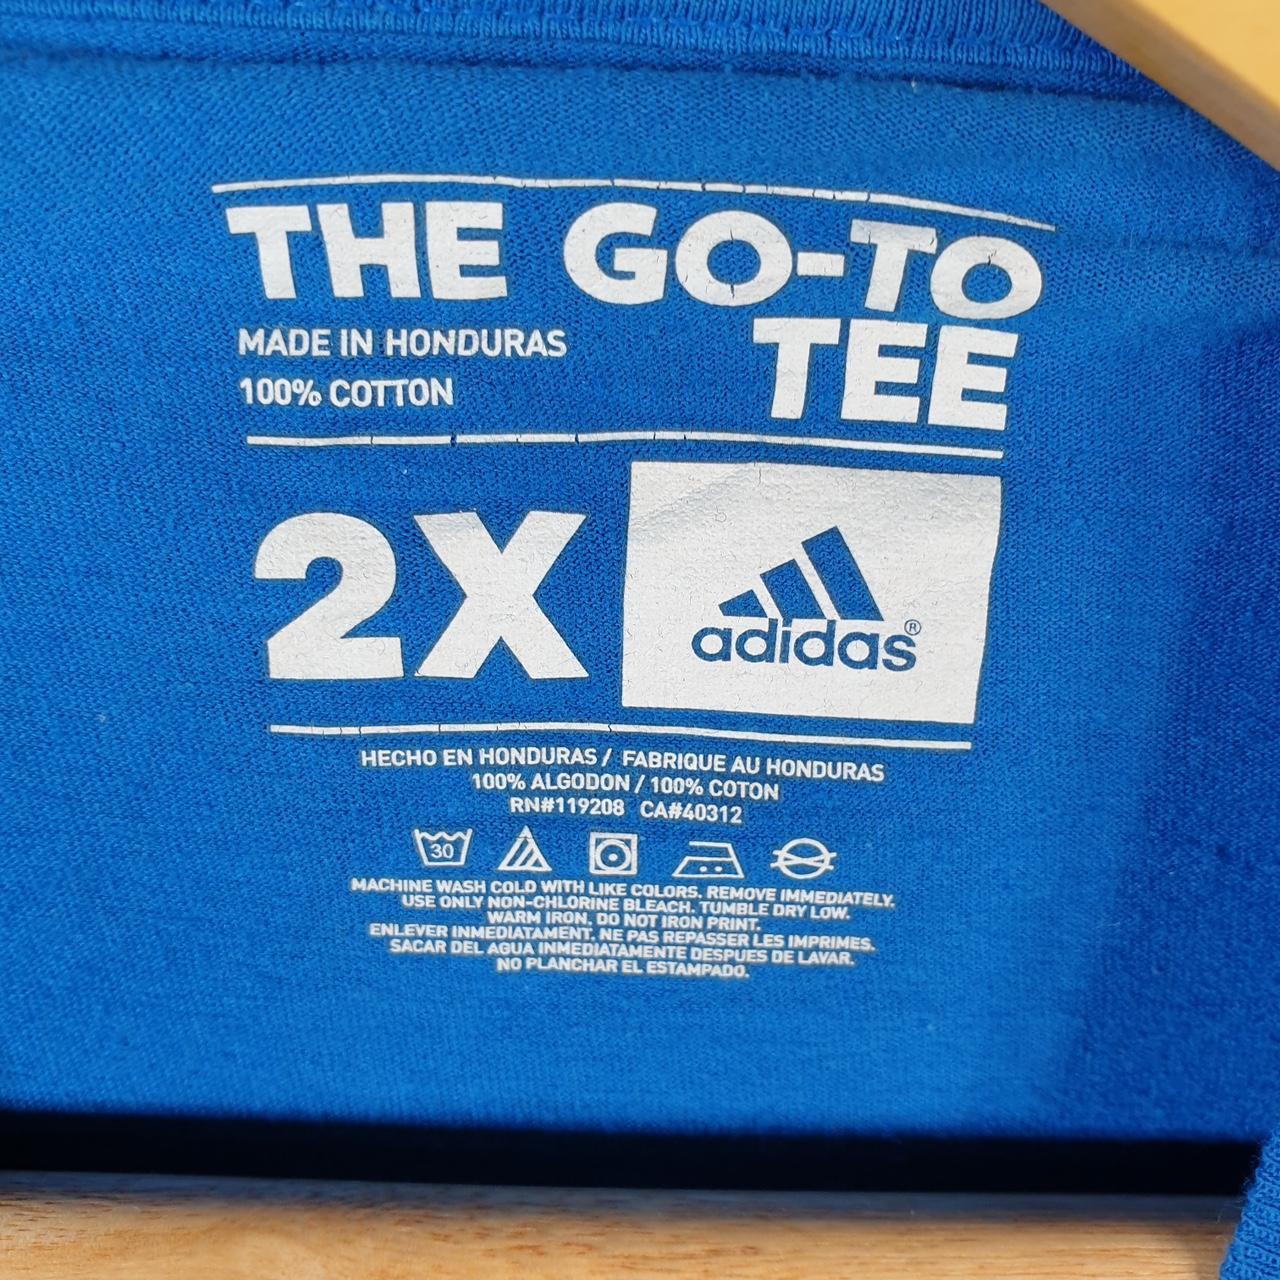 THE GO-TO
TEE
MADE IN HONDURAS
100% COTTON
2X
adidas®
HECHO EN HONDURAS / FABRIQUE AU HONDURAS
100% ALGODON / 100% COTON
RN#119208 CA#40312
30
MACHINE WASH COLD WITH LIKE COLORS. REMOVE IMMEDIATELY.
USE ONLY NON-CHLORINE BLEACH. TUMBLE DRY LOW.
WARM IRON. DO NOT IRON PRINT.
ENLEVER INMEDIATAMENT. NE PAS REPASSER LES IMPRIMES.
SACAR DEL AGUA INMEDIATAMENTE DESPUES DE LAVAR.
NO PLANCHAR EL ESTAMPADO.